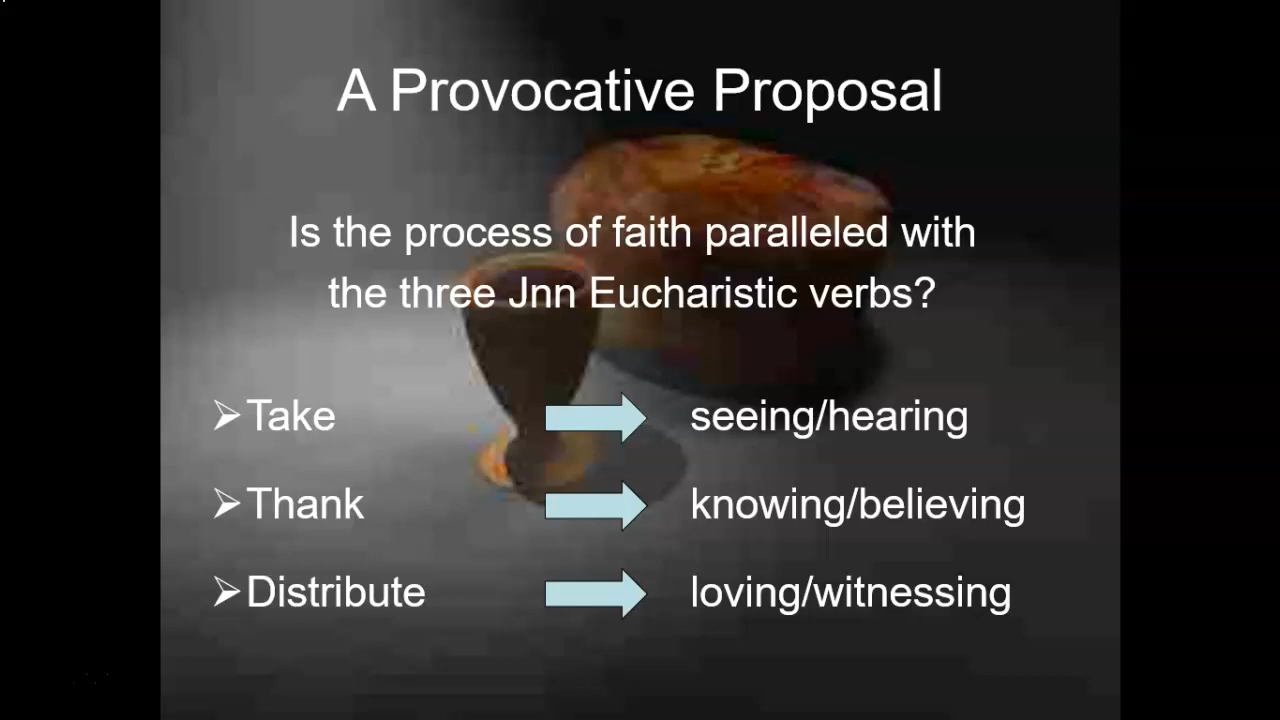 A Provocative Proposal
Is the process of faith paralleled with
the three Jnn Eucharistic verbs?
Take seeing/hearing
Thank knowing/believing
Distribute loving/witnessing